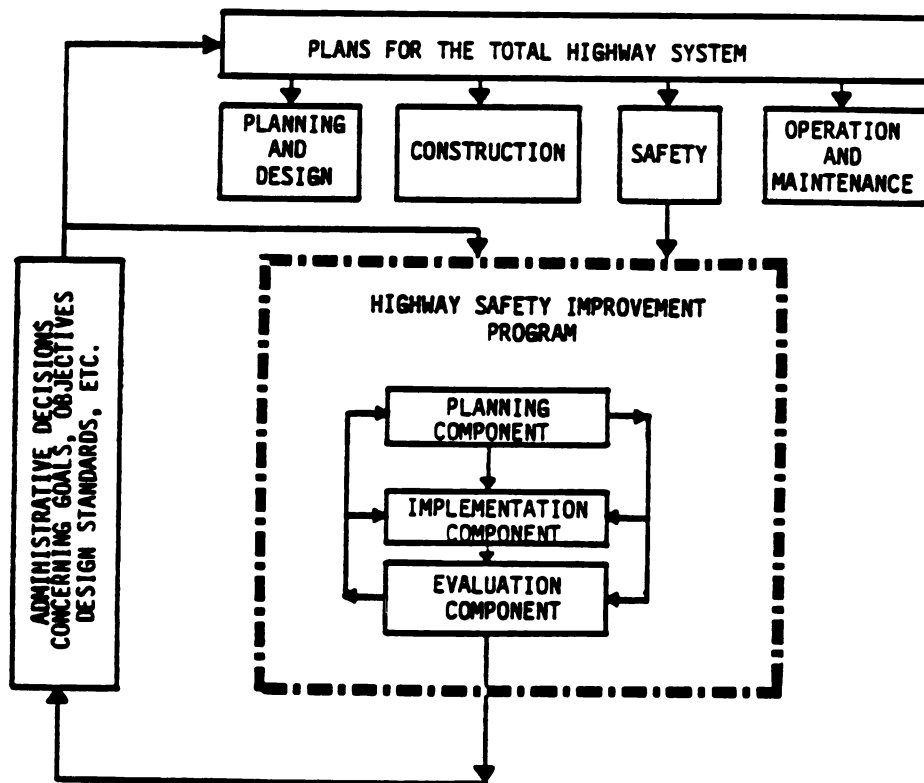 PLANS FOR THE TOTAL HIGHWAY SYSTEM
PLANNING
AND
DESIGN
CONSTRUCTION
SAFETY
OPERATION
AND
MAINTENANCE
ADMINISTRATIVE DECISIONS
CONCERNING GOALS, OBJECTIVES
DESIGN STANDARDS, ETC.
HIGHWAY SAFETY IMPROVEMENT
PROGRAM
PLANNING
COMPONENT
IMPLEMENTATION
COMPONENT
EVALUATION
COMPONENT